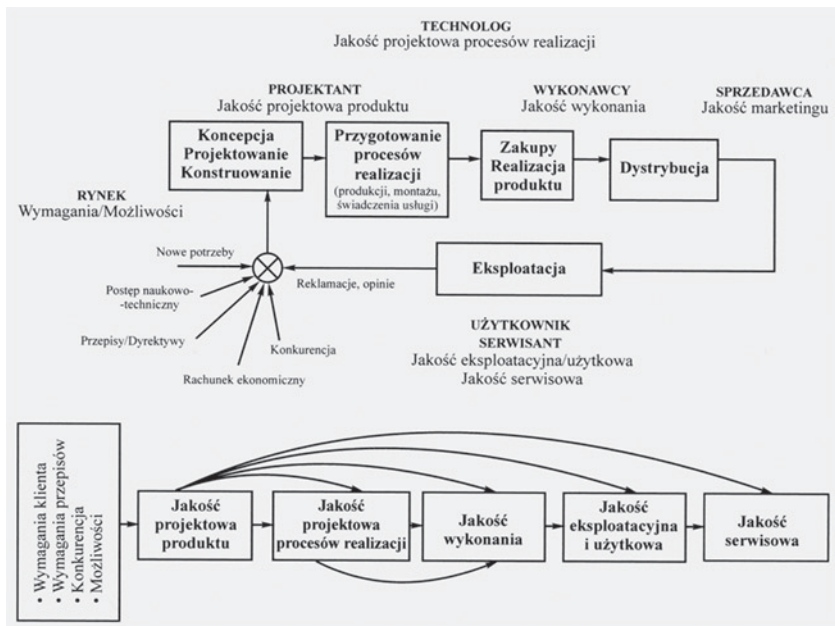 TECHNOLOG
Jakość projektowa procesów realizacji
PROJEKTANT
Jakość projektowa produktu
WYKONAWCY
Jakość wykonania
SPRZEDAWCA
Jakość marketingu
Koncepcja
Projektowanie
Konstruowanie
Przygotowanie
procesów
realizacji
(produkcji, montażu,
świadczenia usługi)
Zakupy
Realizacja
produktu
Dystrybucja
RYNEK
Wymagania/Możliwości
Nowe potrzeby
Postęp naukowo-
-techniczny
Przepisy/Dyrektywy
Rachunek ekonomiczny
Konkurencja
Reklamacje, opinie
Eksploatacja
UŻYTKOWNIK
SERWISANT
Jakość eksploatacyjna/użytkowa
Jakość serwisowa
• Wymagania klienta
• Wymagania przepisów
• Konkurencja
• Możliwości
Jakość
projektowa
produktu
Jakość
projektowa
procesów realizacji
Jakość
wykonania
Jakość
eksploatacyjna
i użytkowa
Jakość
serwisowa